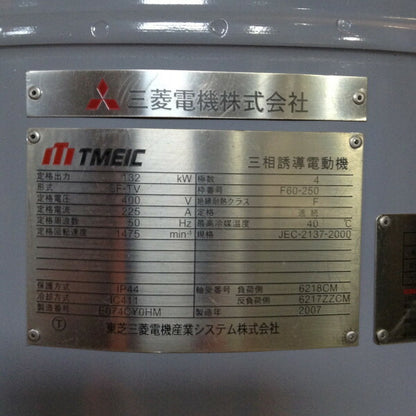 三菱電機株式会社
TMEIC 三相誘導電動機
定格出力 132 kW 極数 4
形式 SF-TV 枠番号 F60-250
定格電圧 400 V 絶縁耐熱クラス F
定格電流 225 A 定格 連続
定格周波数 50 Hz 最高冷媒温度 40 ℃
定格回転速度 1475 min⁻¹ 規格 JEC-2137-2000
保護方式 IP44 軸受番号 負荷側 6218CM
冷却方式 IC411 反負荷側 6217ZZCM
製造番号 製造年 2007
東芝三菱電機産業システム株式会社